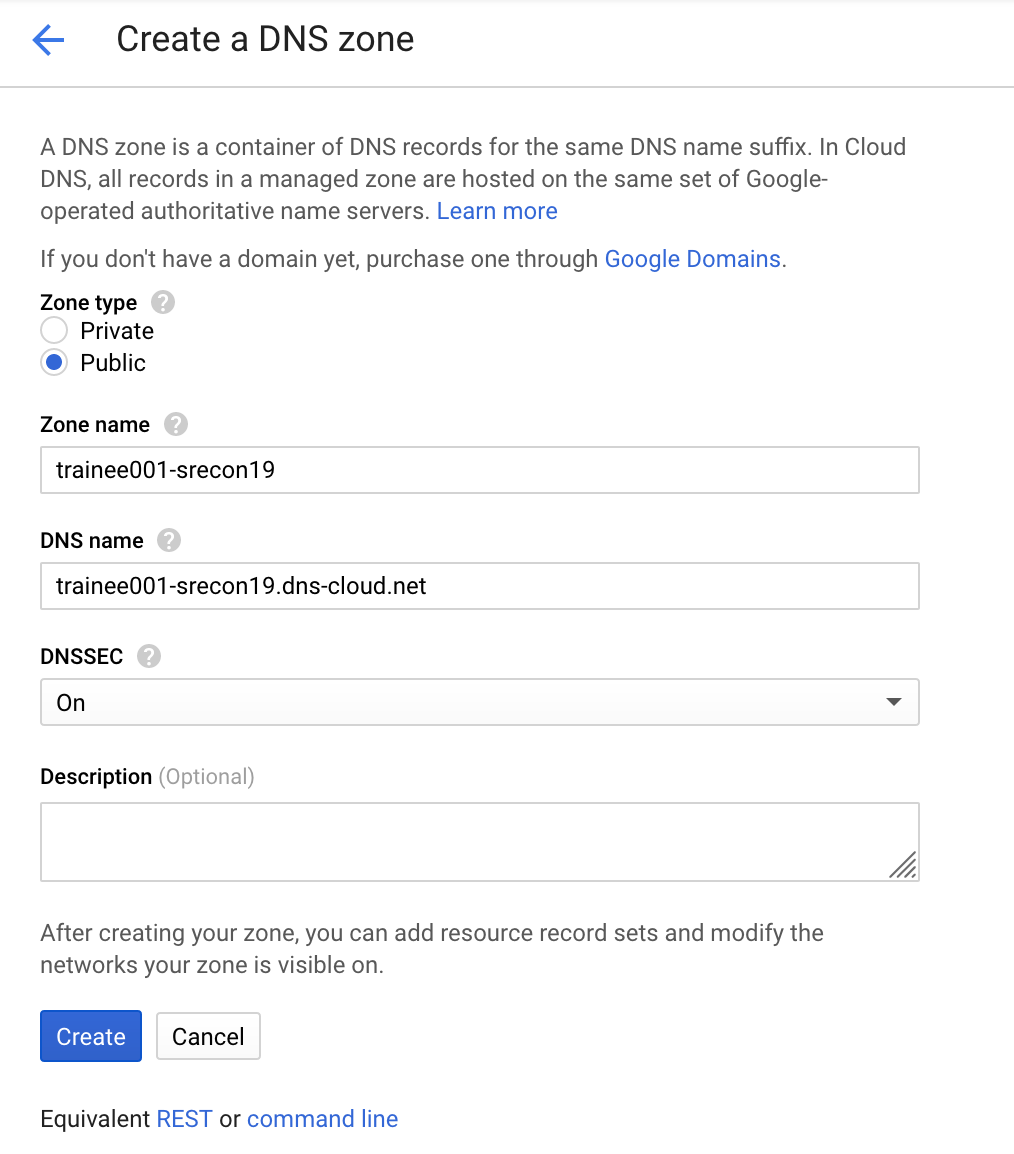 Create a DNS zone
A DNS zone is a container of DNS records for the same DNS name suffix. In Cloud
DNS, all records in a managed zone are hosted on the same set of Google-
operated authoritative name servers. Learn more
If you don't have a domain yet, purchase one through Google Domains.
Zone type ?
Private
Public
Zone name ?
trainee001-srecon19
DNS name ?
trainee001-srecon19.dns-cloud.net
DNSSEC ?
On
Description (Optional)
After creating your zone, you can add resource record sets and modify the
networks your zone is visible on.
Create Cancel
Equivalent REST or command line